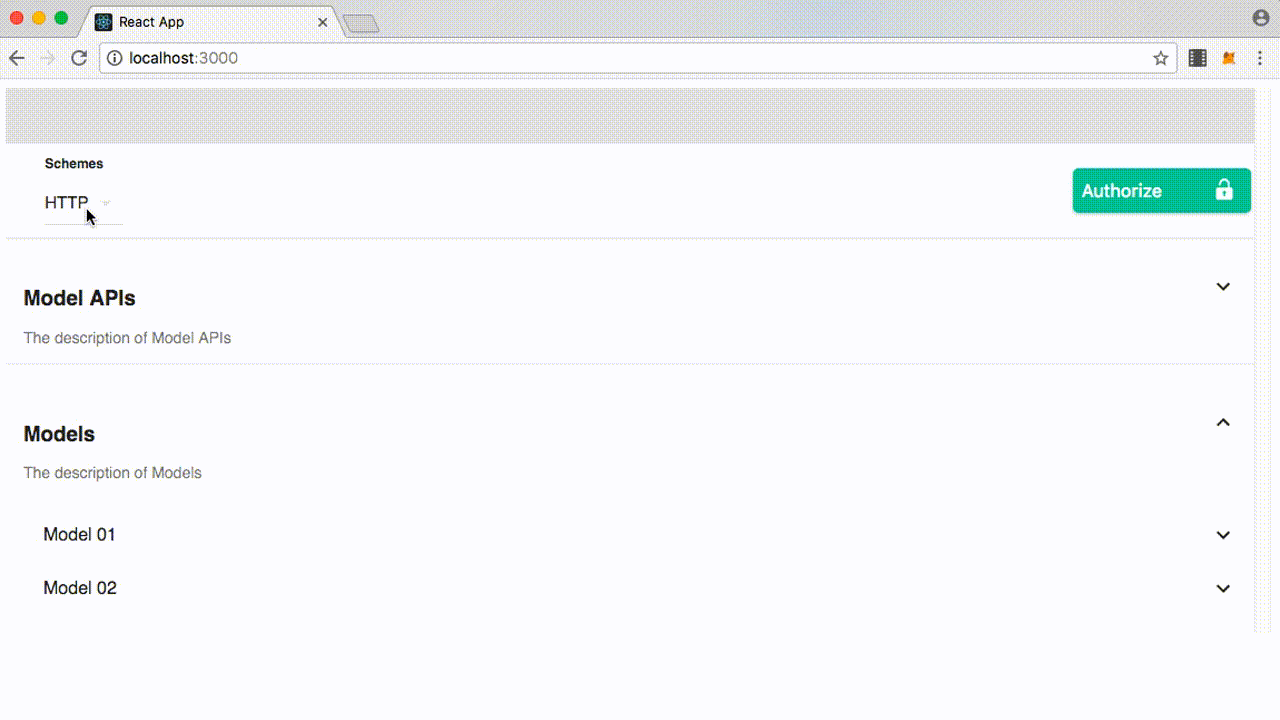 React App
localhost:3000
Schemes
HTTP
Authorize
Model APIs
The description of Model APIs
Models
The description of Models
Model 01
Model 02